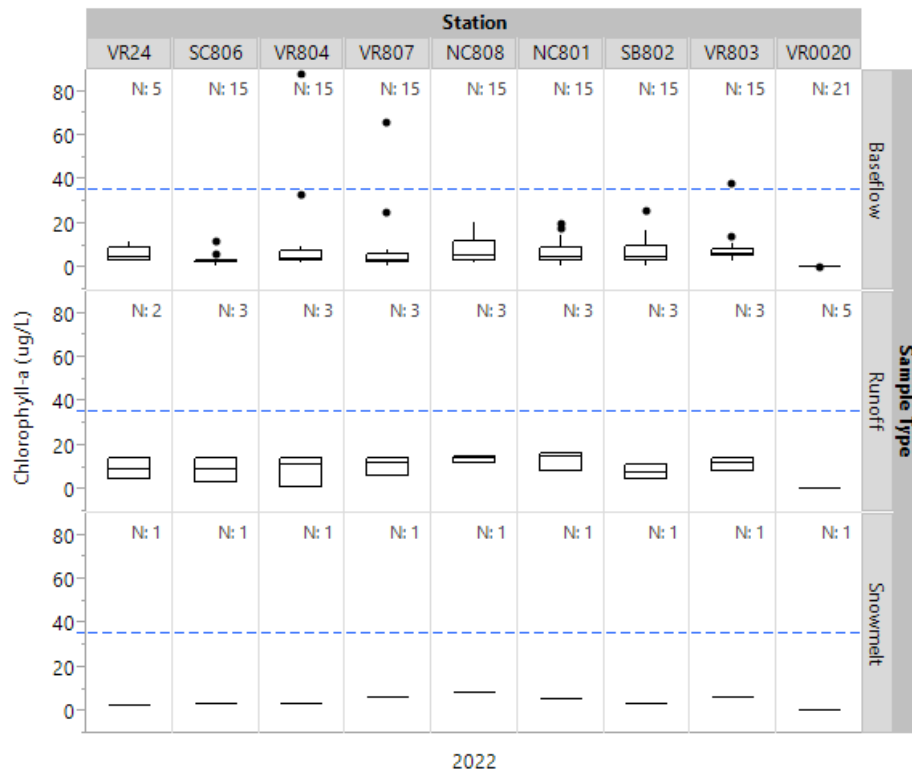 Station
VR24 SC806 VR804 VR807 NC808 NC801 SB802 VR803 VR0020
80 N: 5 N: 15 N: 15 N: 15 N: 15 N: 15 N: 15 N: 15 N: 21
60
40
20
0
Baseflow
80 N: 2 N: 3 N: 3 N: 3 N: 3 N: 3 N: 3 N: 3 N: 5
60
40
20
0
Runoff
80 N: 1 N: 1 N: 1 N: 1 N: 1 N: 1 N: 1 N: 1 N: 1
60
40
20
0
Snowmelt
Chlorophyll-a (ug/L)
Sample Type
2022